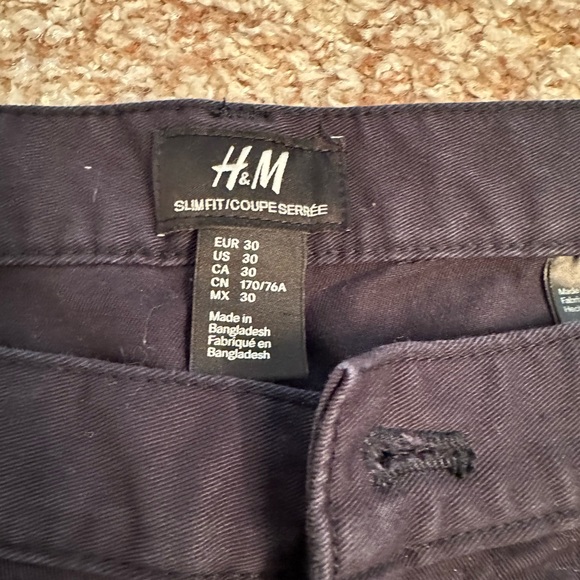 H&M
SLIM FIT/COUPE SERRÉE
EUR 30
US 30
CA 30
CN 170/76A
MX 30
Made in
Bangladesh
Fabriqué en
Bangladesh
Made